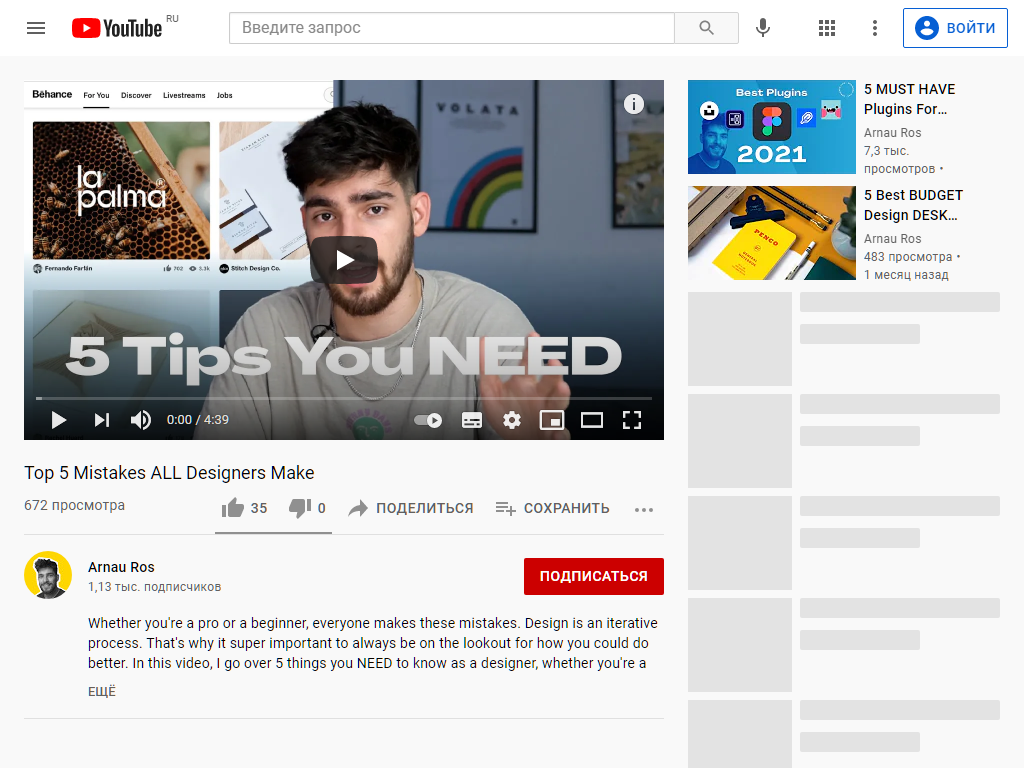 YouTube RU
Введите запрос
ВОЙТИ
Bēhance For You Discover Livestreams Jobs
VOLATA
la
palma®
Fernando Farfán 702 3.3k
Stitch Design Co.
5 Tips You NEED
0:00 / 4:39
Top 5 Mistakes ALL Designers Make
672 просмотра
35
0
ПОДЕЛИТЬСЯ
СОХРАНИТЬ
Arnau Ros
1,13 тыс. подписчиков
ПОДПИСАТЬСЯ
Whether you're a pro or a beginner, everyone makes these mistakes. Design is an iterative
process. That's why it super important to always be on the lookout for how you could do
better. In this video, I go over 5 things you NEED to know as a designer, whether you're a
ЕЩЁ
Best Plugins
2021
5 MUST HAVE
Plugins For...
Arnau Ros
7,3 тыс.
просмотров •
PENCO
5 Best BUDGET
Design DESK...
Arnau Ros
483 просмотра •
1 месяц назад